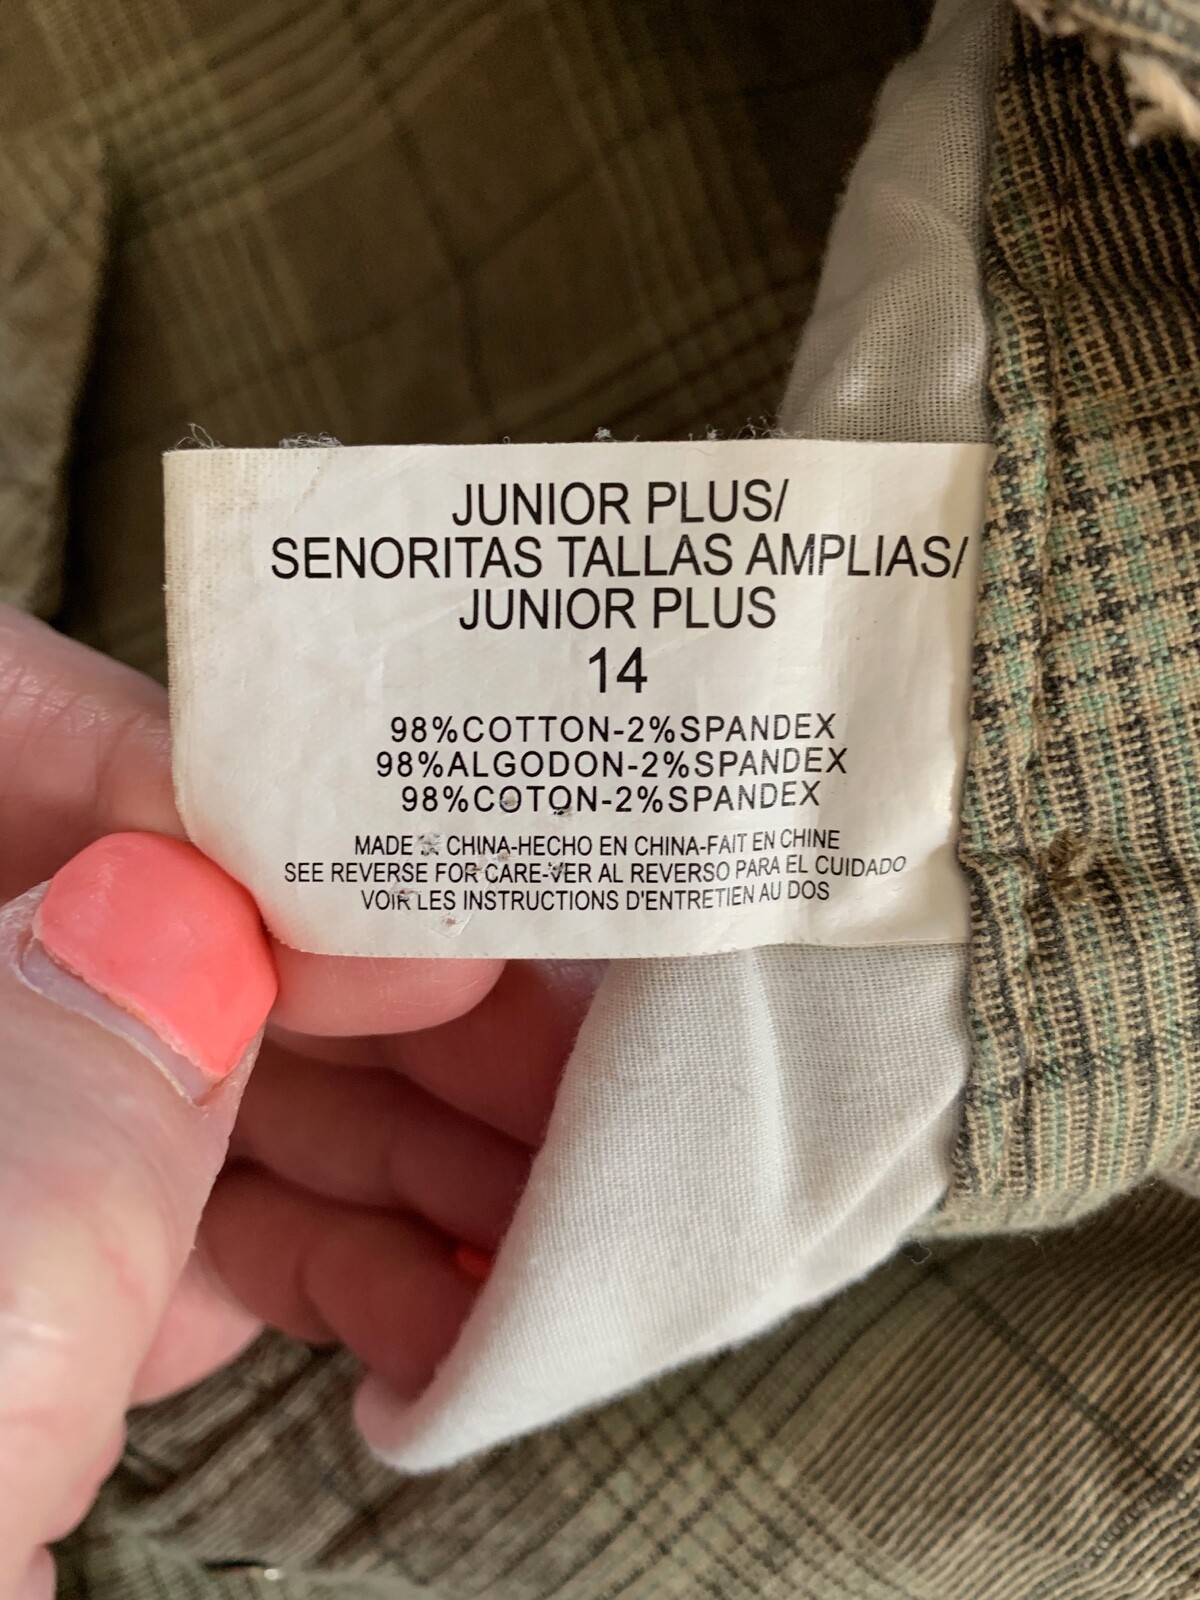 JUNIOR PLUS/
SENORITAS TALLAS AMPLIAS/
JUNIOR PLUS
14
98%COTTON-2%SPANDEX
98%ALGODON-2%SPANDEX
98%COTON-2%SPANDEX
MADE CHINA-HECHO EN CHINA-FAIT EN CHINE
SEE REVERSE FOR CARE-VER AL REVERSO PARA EL CUIDADO
VOIR LES INSTRUCTIONS D'ENTRETIEN AU DOS